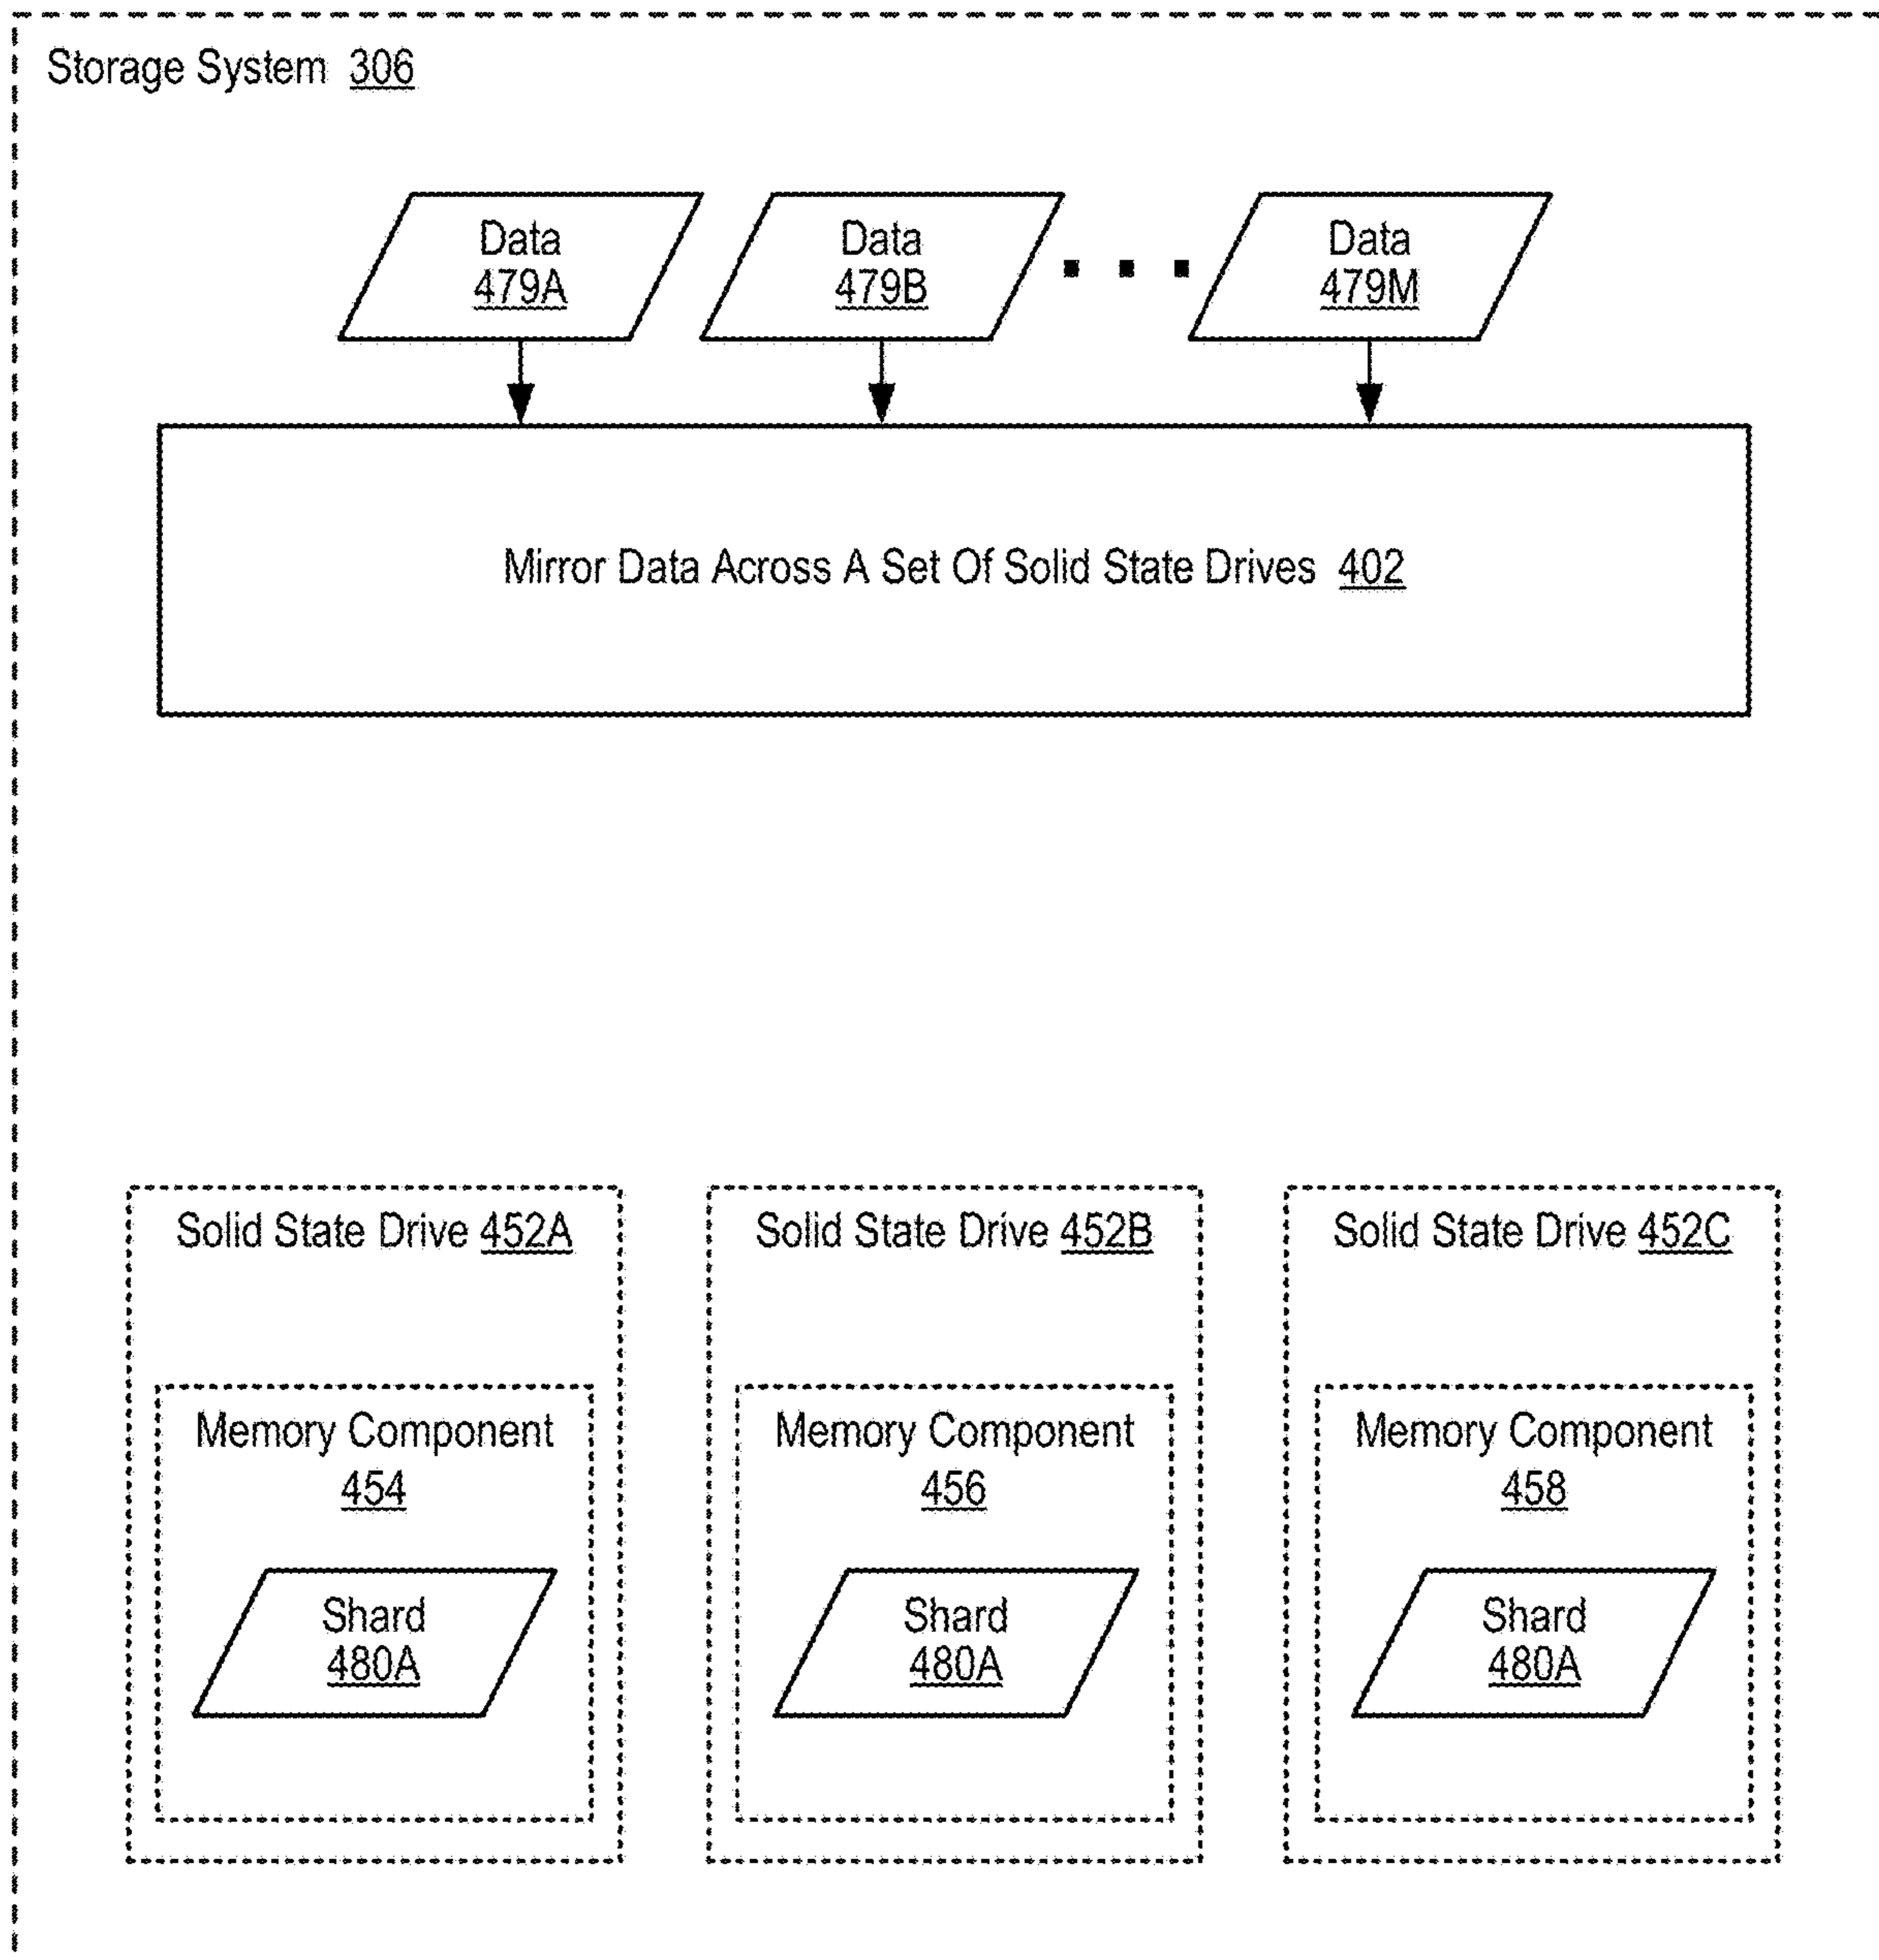 Storage System 306
Data Data Data
479A 479B 479M
Mirror Data Across A Set Of Solid State Drives 402
Solid State Drive 452A
Memory Component
454
Shard
480A
Solid State Drive 452B
Memory Component
456
Shard
480A
Solid State Drive 452C
Memory Component
458
Shard
480A